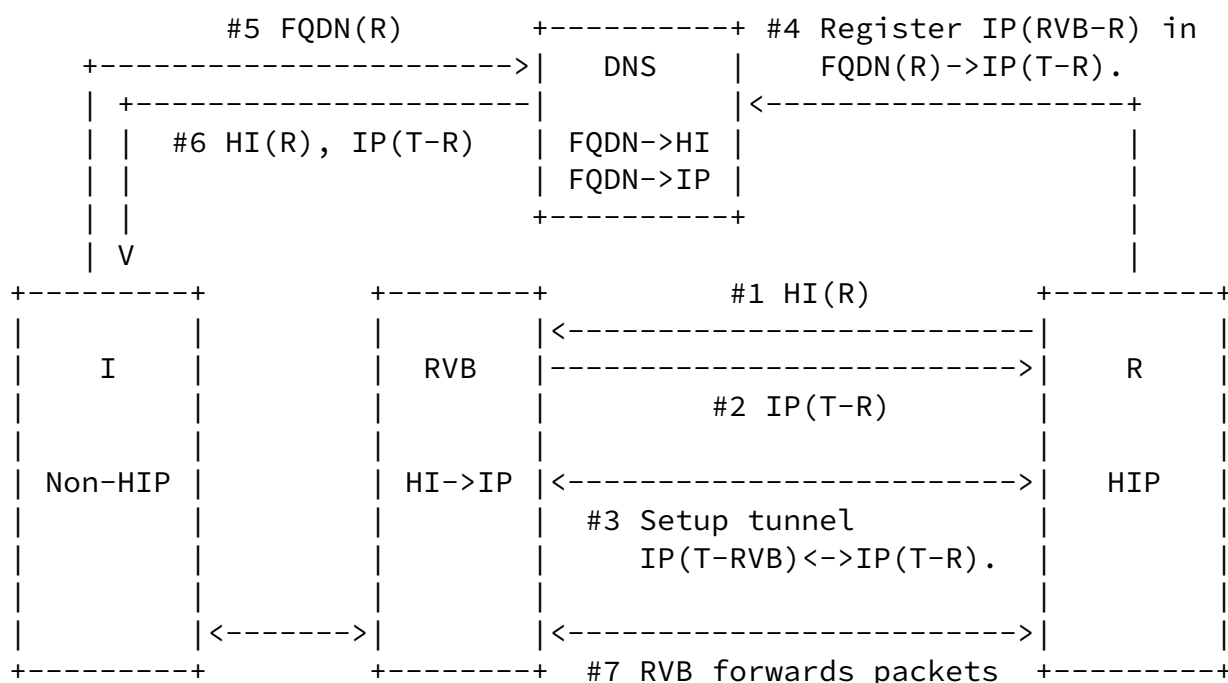 #5 FQDN(R)
#4 Register IP(RVB-R) in
DNS
FQDN(R)->IP(T-R).
#6 HI(R), IP(T-R)
FQDN->HI
FQDN->IP
#1 HI(R)
I
RVB
R
#2 IP(T-R)
Non-HIP
HI->IP
HIP
#3 Setup tunnel
IP(T-RVB)<->IP(T-R).
#7 RVB forwards packets